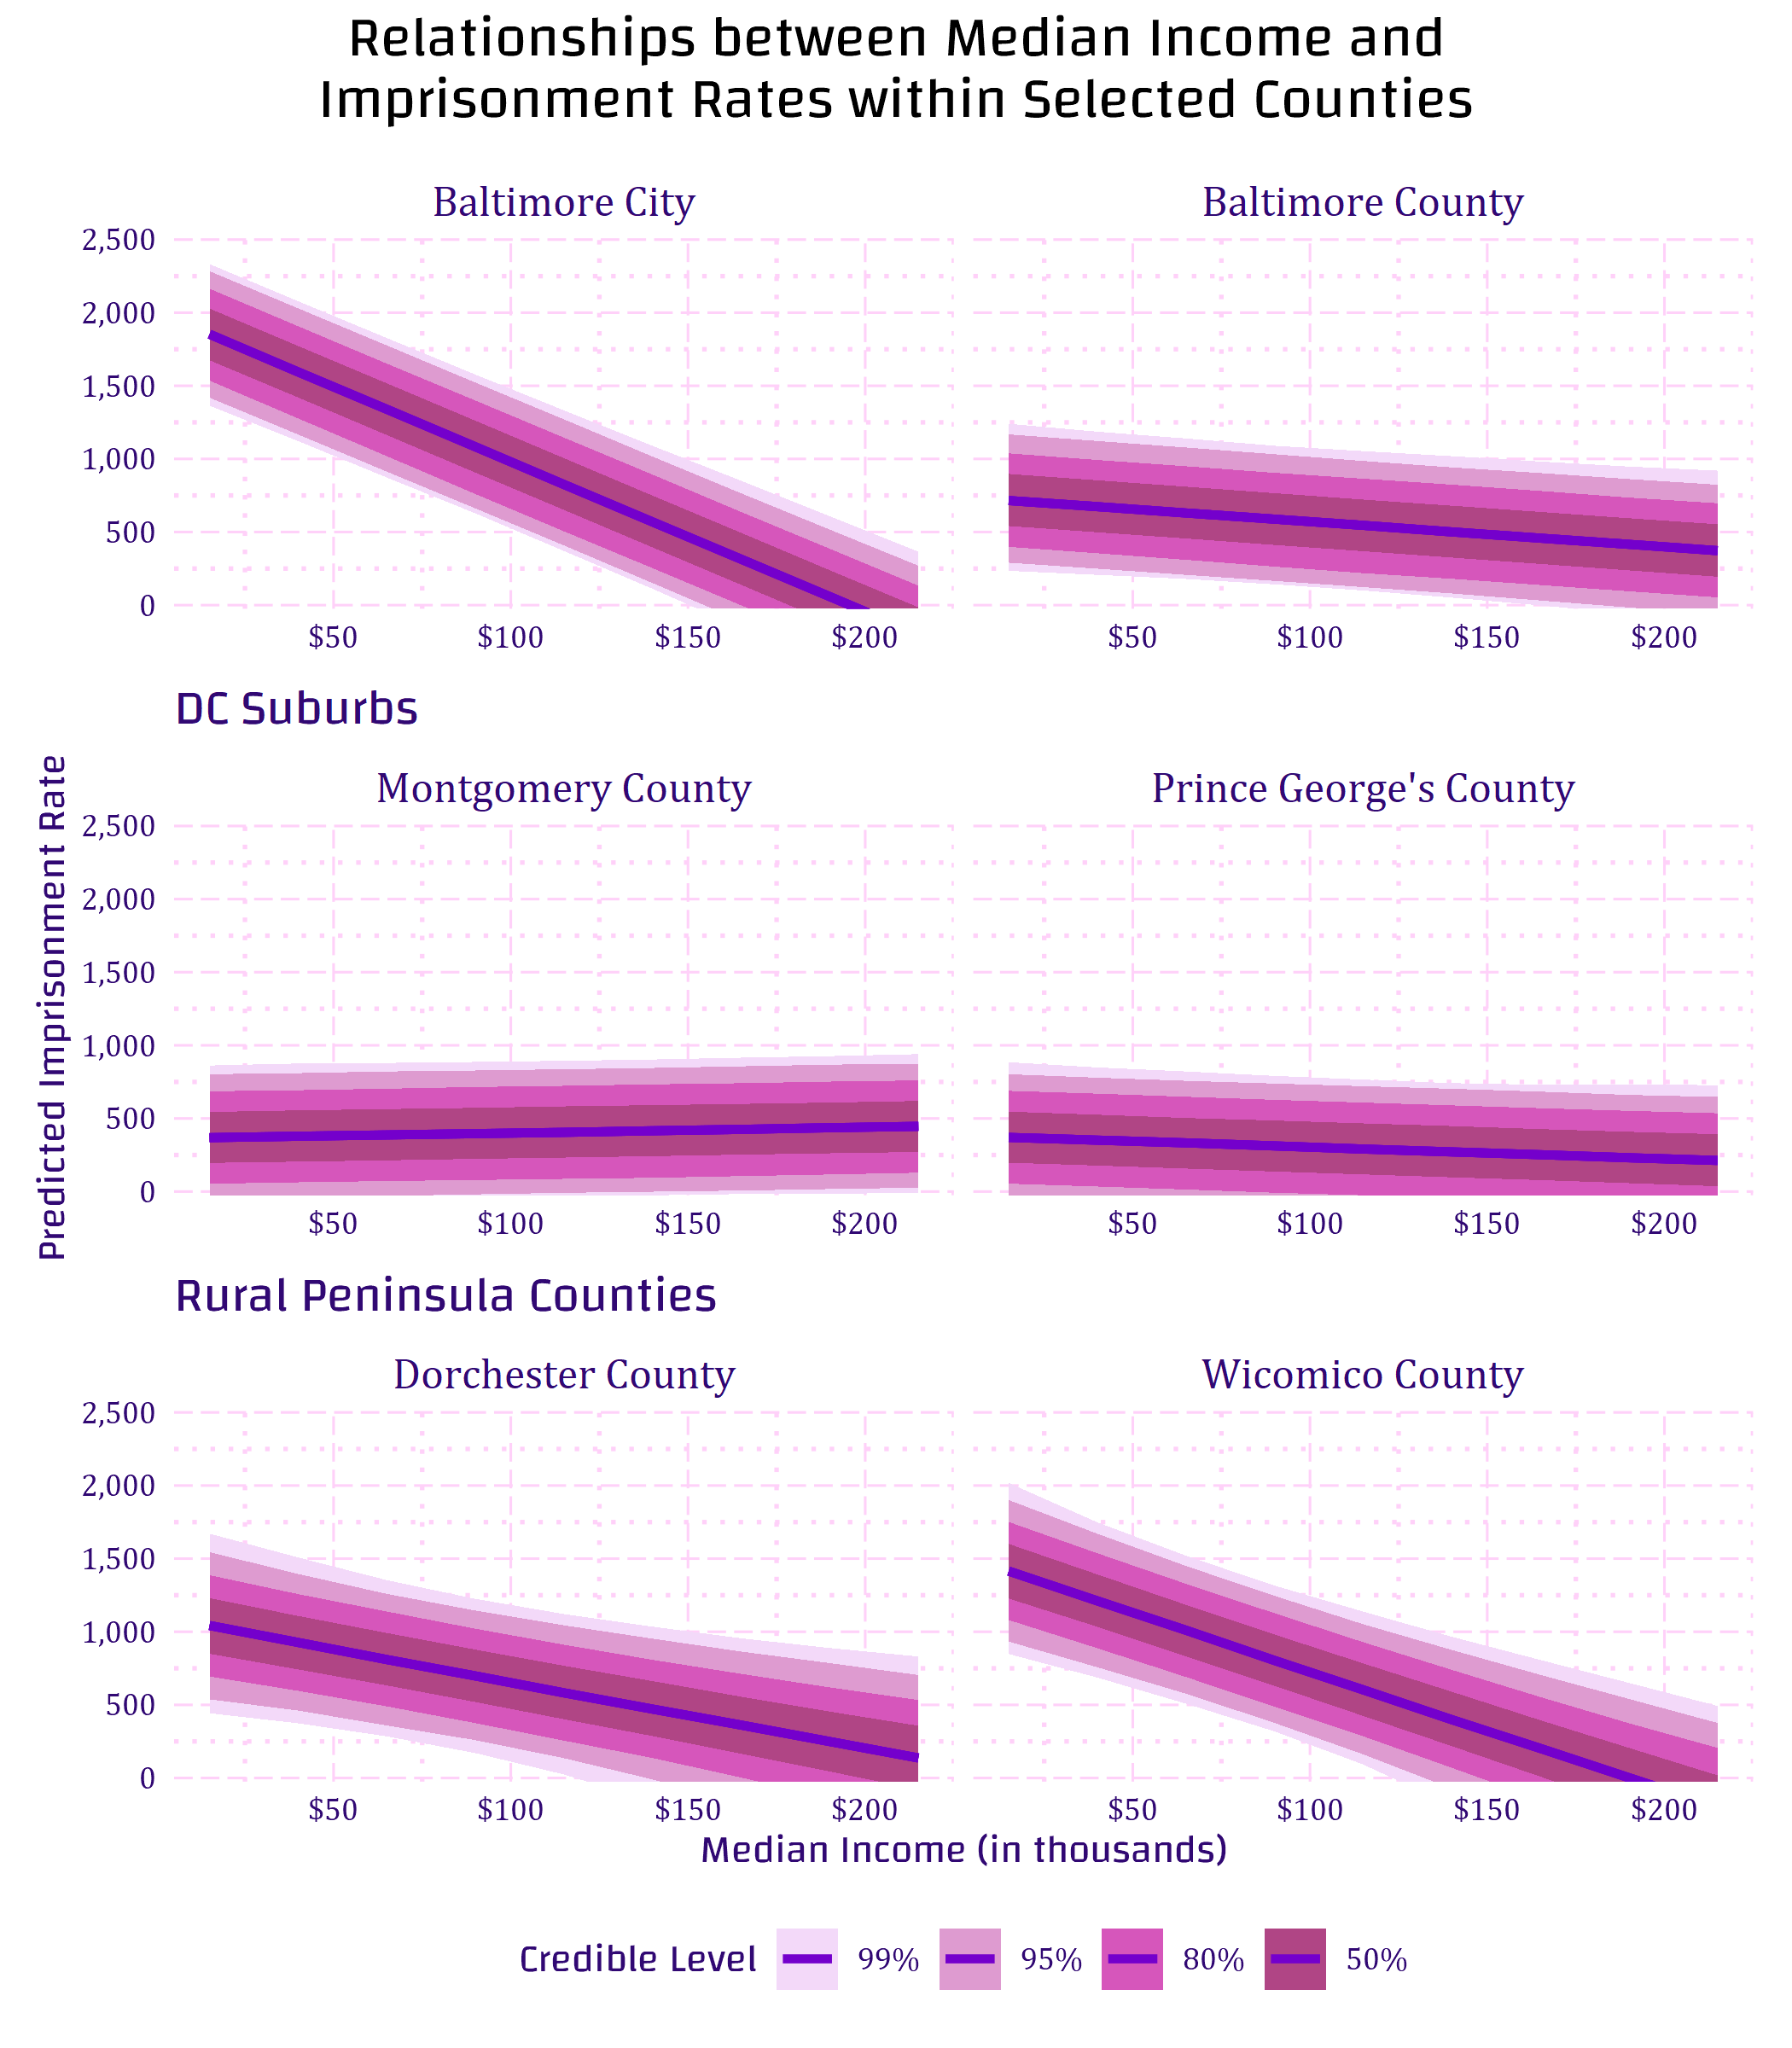 Relationships between Median Income and
Imprisonment Rates within Selected Counties
Baltimore City
Baltimore County
2,500
2,000
1,500
1,000
500
0
$50 $100 $150 $200
$50 $100 $150 $200
DC Suburbs
Montgomery County
Prince George's County
2,500
2,000
1,500
1,000
500
0
$50 $100 $150 $200
$50 $100 $150 $200
Predicted Imprisonment Rate
Rural Peninsula Counties
Dorchester County
Wicomico County
2,500
2,000
1,500
1,000
500
0
$50 $100 $150 $200
$50 $100 $150 $200
Median Income (in thousands)
Credible Level 99% 95% 80% 50%